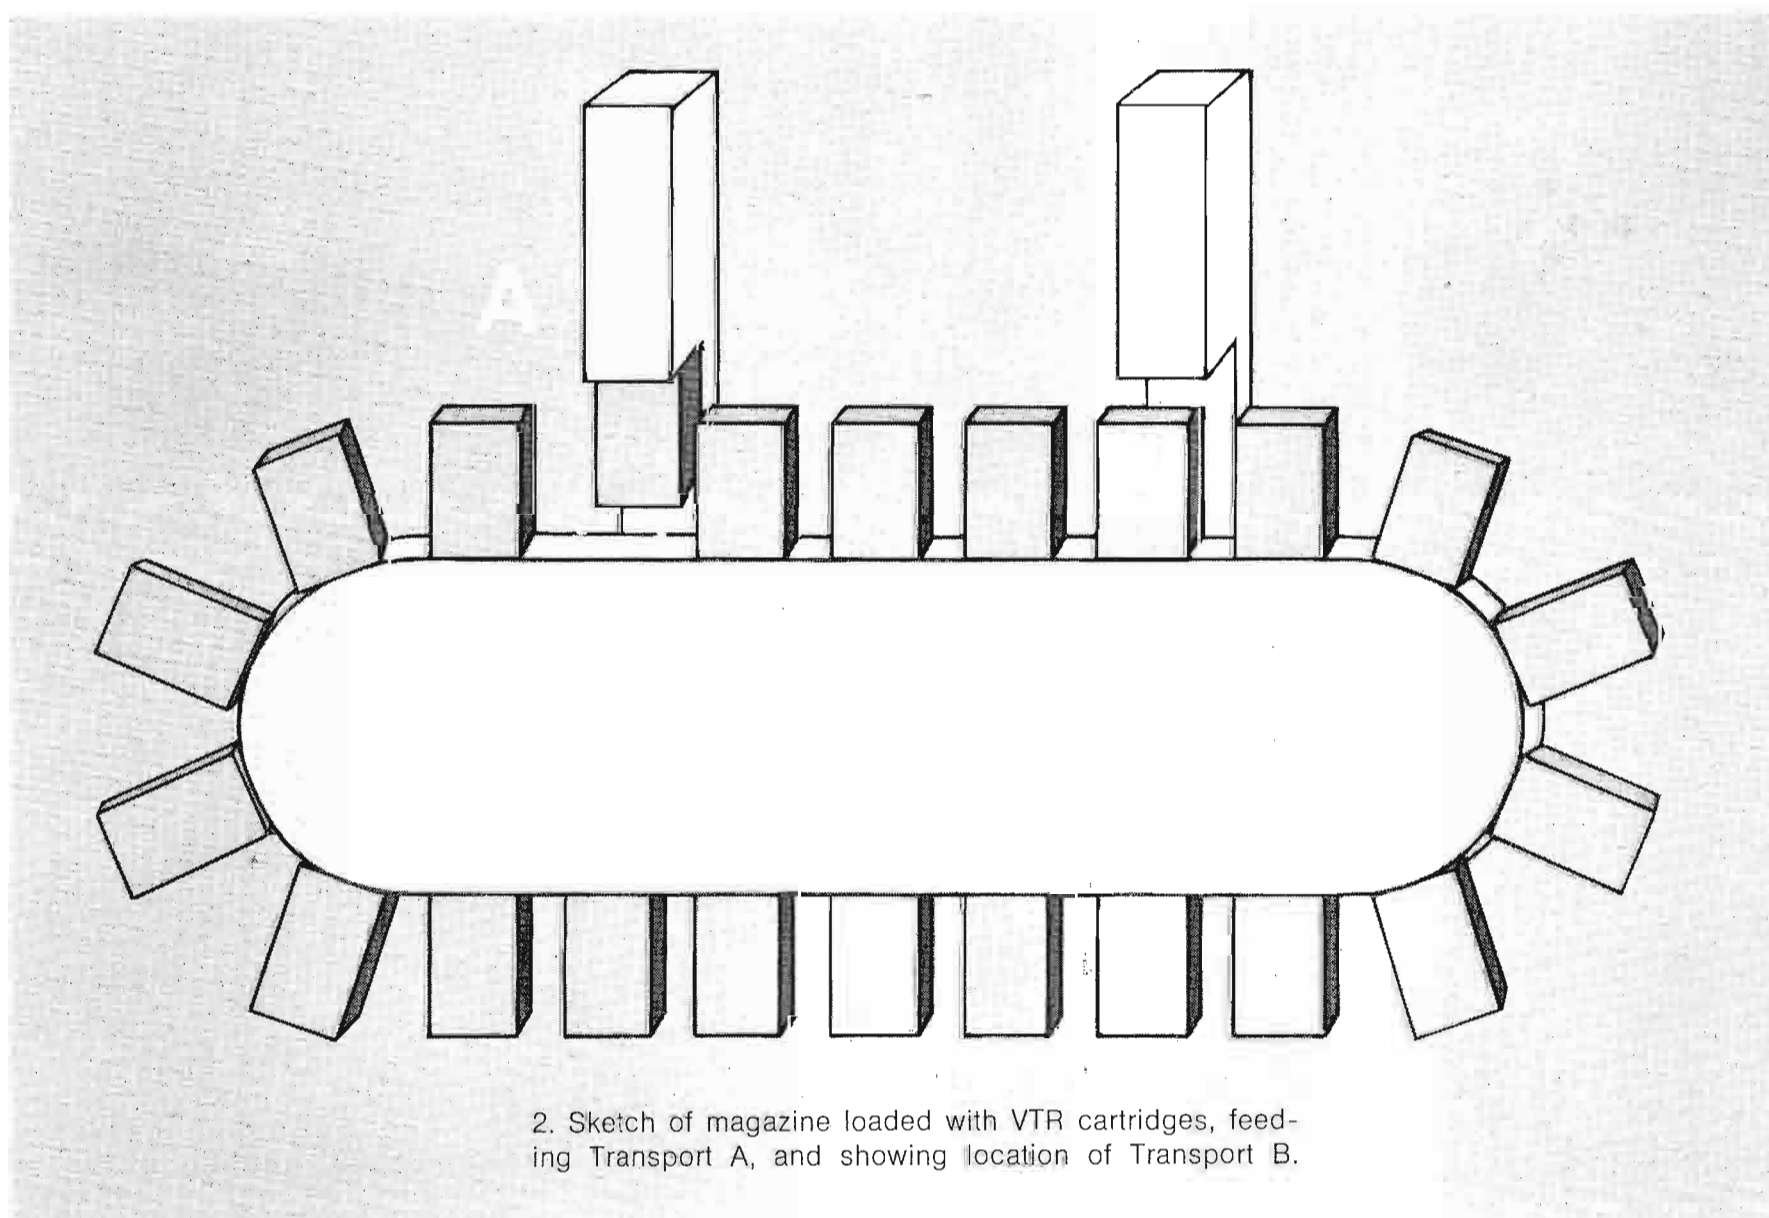 A
2. Sketch of magazine loaded with VTR cartridges, feed-
ing Transport A, and showing location of Transport B.